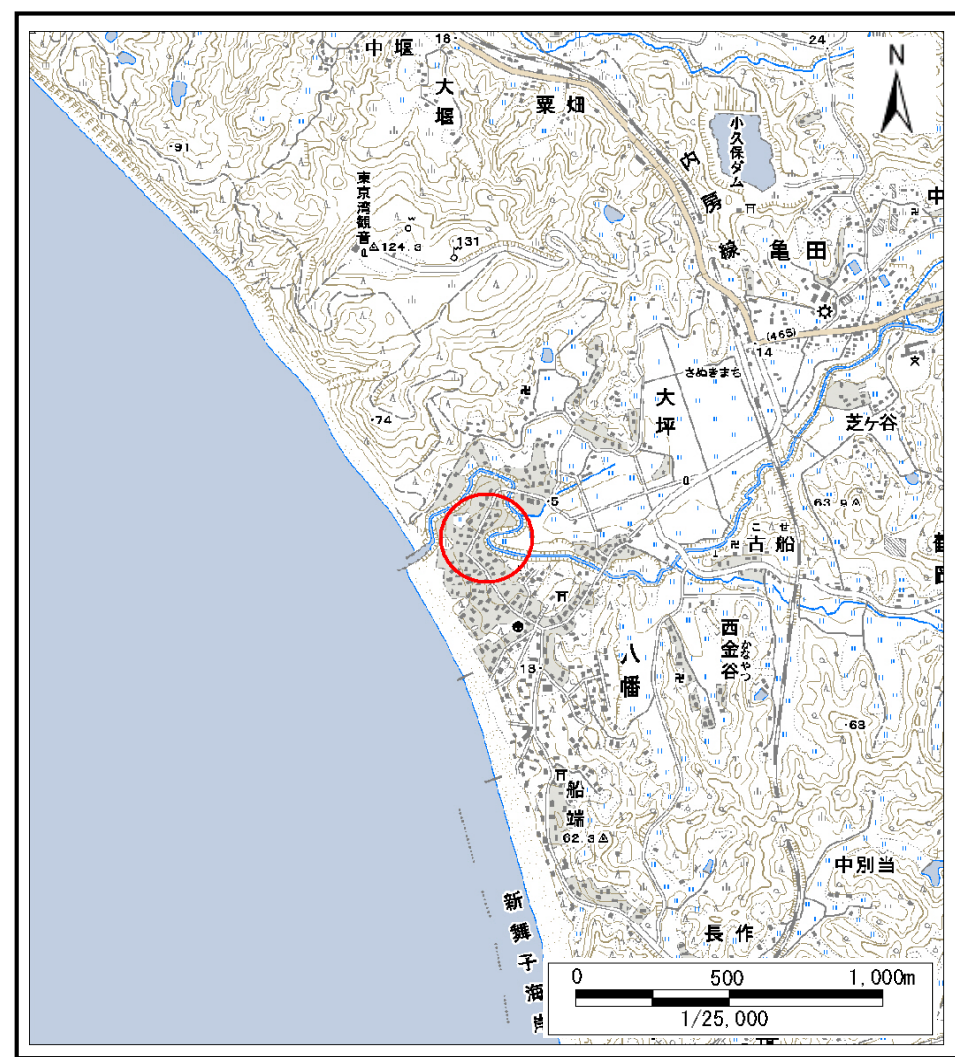 中堰
18
24
大堰
粟畑
N
小久保ダム
内房線
91
東京湾観音
124.3
131
亀田
中
(465)
14
さぬきまち
大坪
74
芝ヶ谷
5
63.9
こせ
古船
八幡
西金谷
かなやつ
13
68
船端
62.3
中別当
新舞子海岸
長作
0 500 1,000m
1/25,000
50